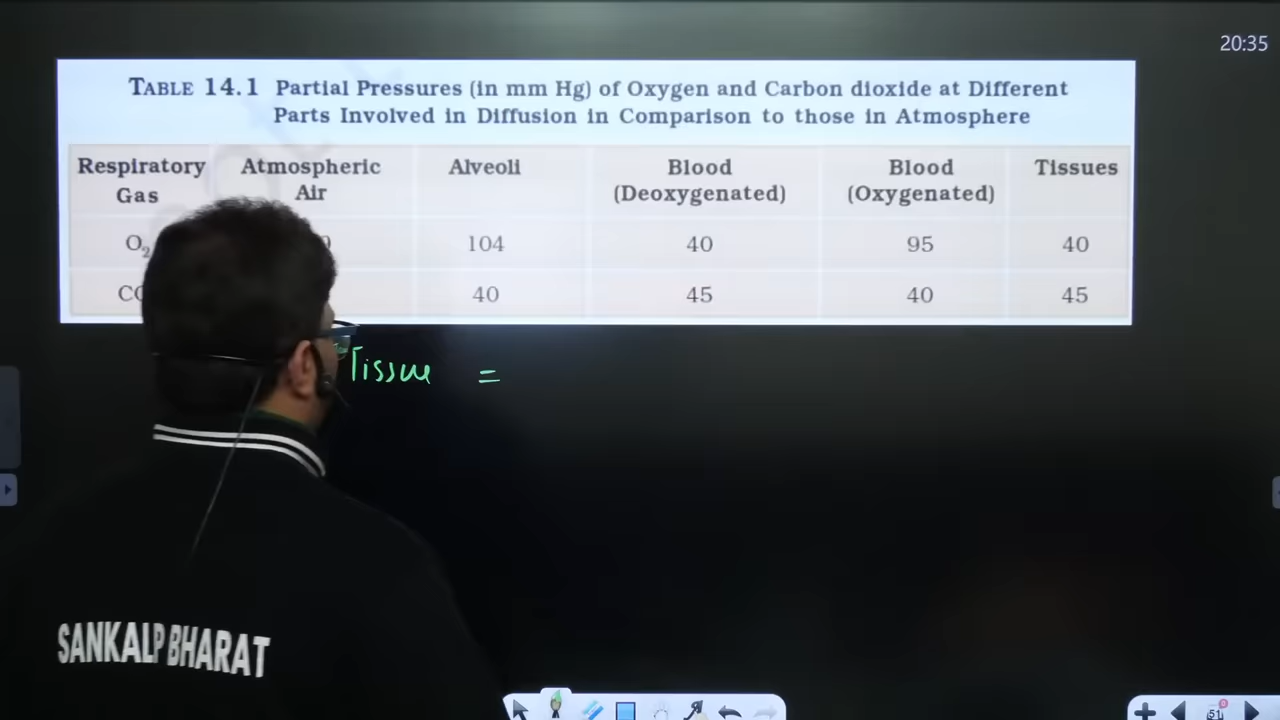 20:35
TABLE 14.1 Partial Pressures (in mm Hg) of Oxygen and Carbon dioxide at Different
Parts Involved in Diffusion in Comparison to those in Atmosphere
Respiratory Gas Atmospheric Air Alveoli Blood (Deoxygenated) Blood (Oxygenated) Tissues
O₂ 104 40 95 40
40 45 40 45
Tissue =
SANKALP BHARAT
51